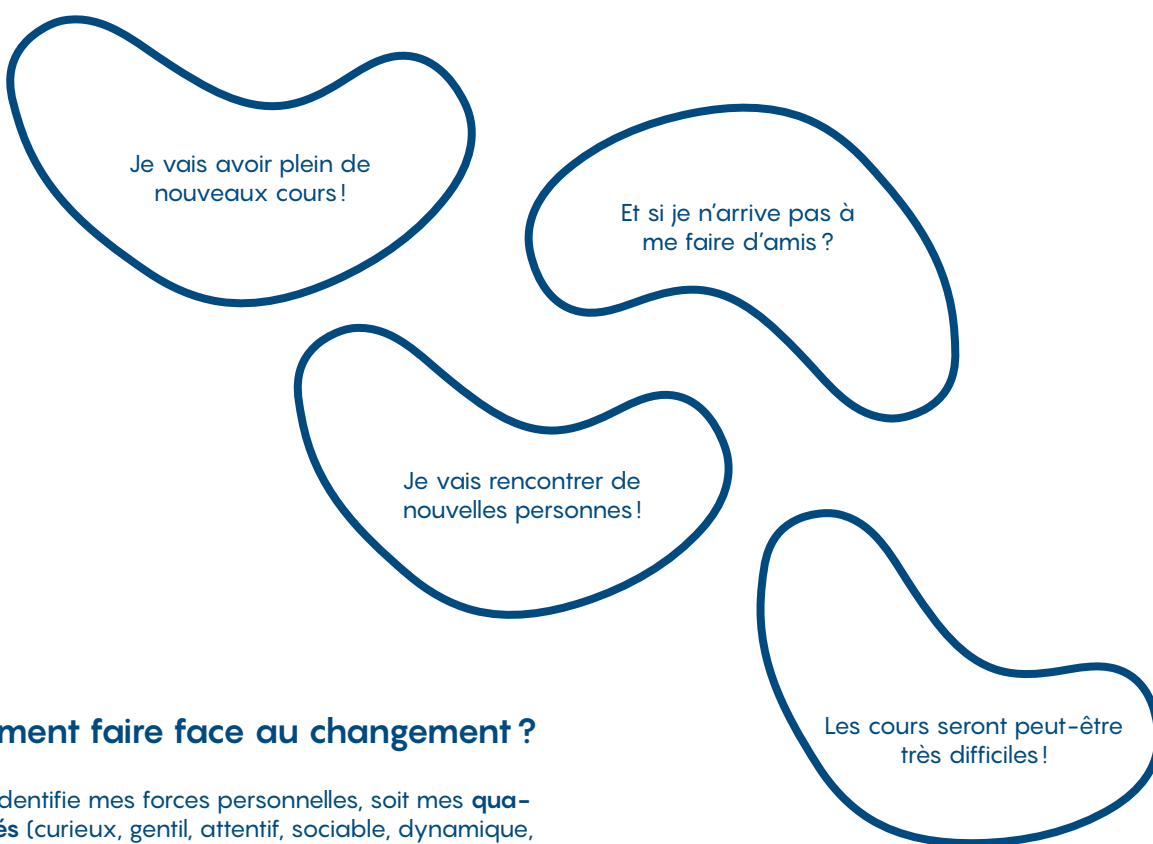 Je vais avoir plein de
nouveaux cours !
Et si je n’arrive pas à
me faire d’amis ?
Je vais rencontrer de
nouvelles personnes !
Les cours seront peut-être
très difficiles !
ment faire face au changement ?
dentifie mes forces personnelles, soit mes qua-
és (curieux, gentil, attentif, sociable, dynamique,